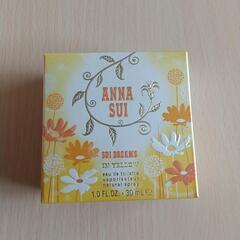 ANNA
SUI
SUI DREAMS
IN YELLOW
eau de toilette
vaporisateur
natural spray
1.0 FL.OZ. - 30 mL e